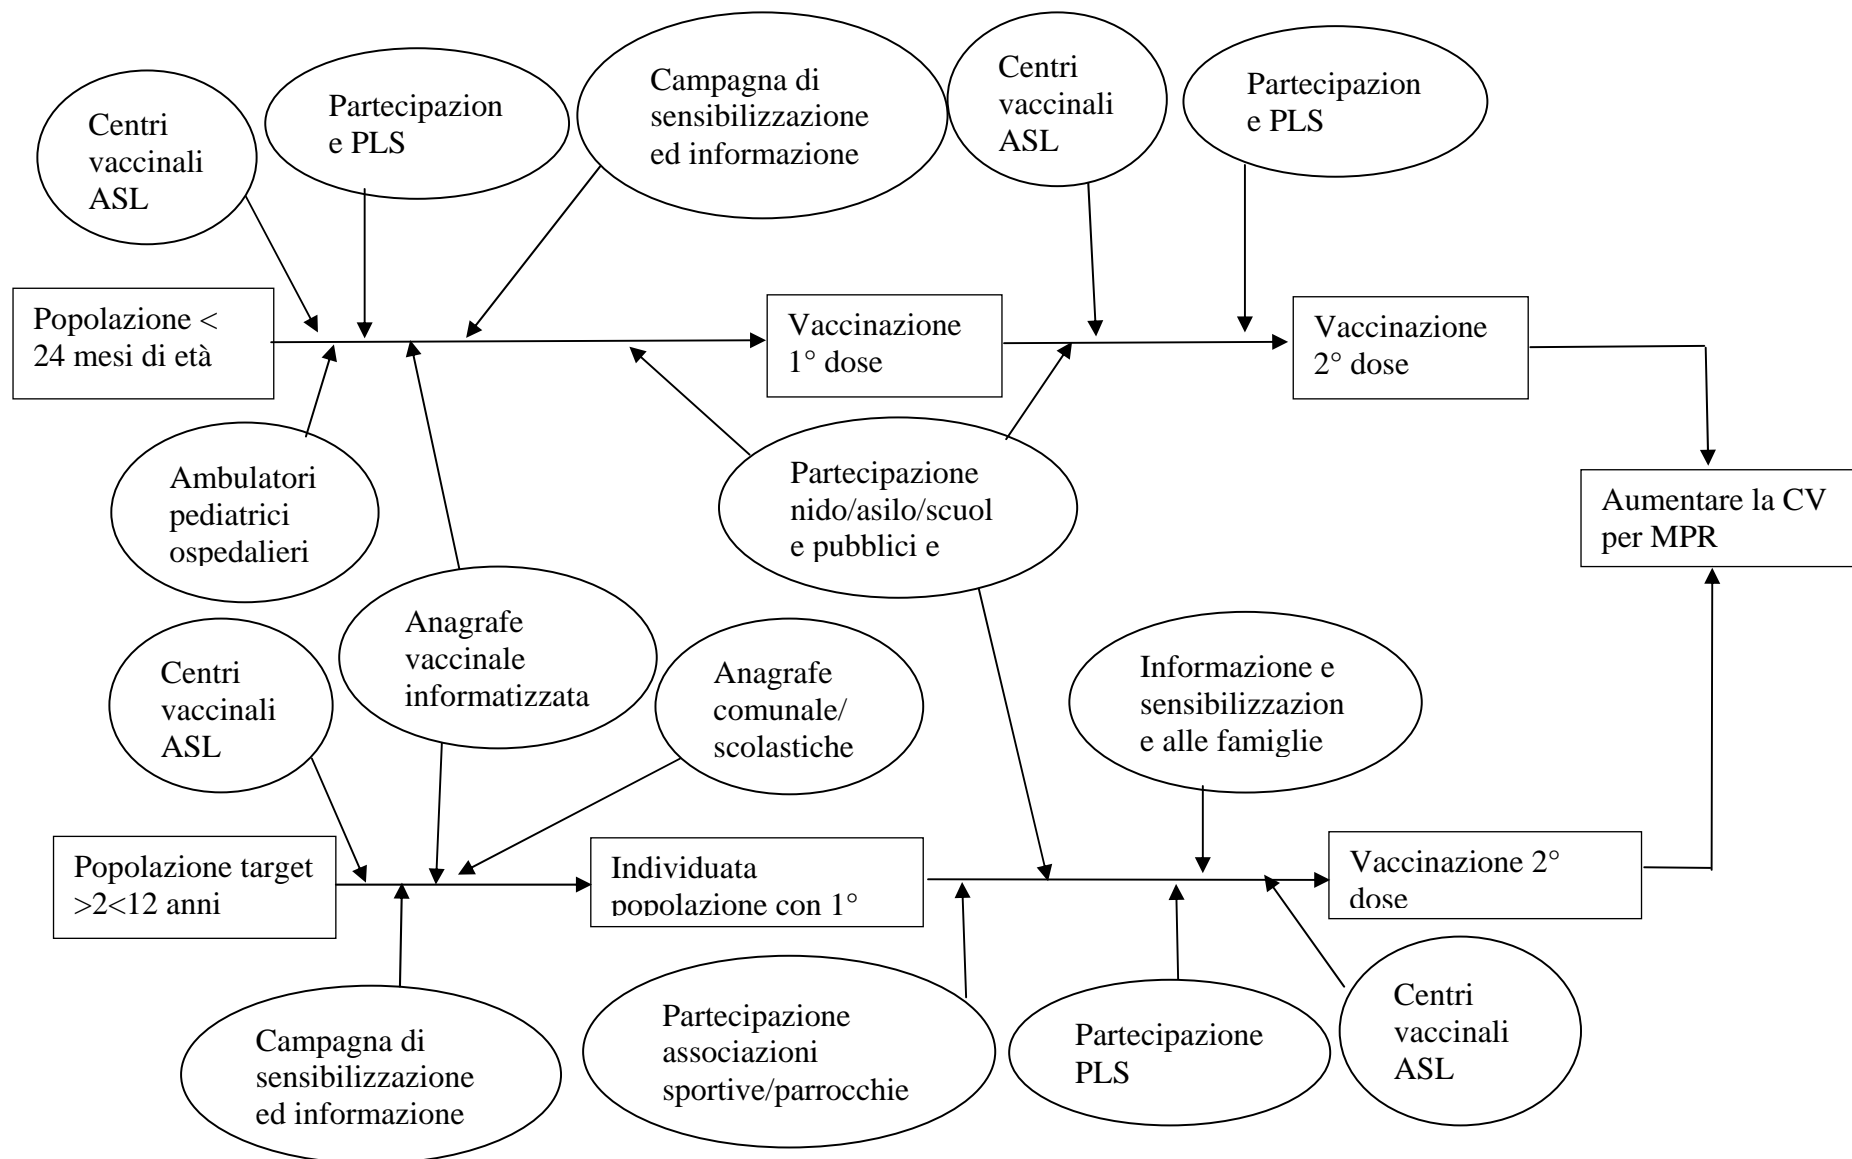 Centri
vaccinali
ASL
Partecipazion
e PLS
Campagna di
sensibilizzazione
ed informazione
Centri
vaccinali
ASL
Partecipazion
e PLS
Popolazione <
24 mesi di età
Vaccinazione
1° dose
Vaccinazione
2° dose
Ambulatori
pediatrici
ospedalieri
Partecipazione
nido/asilo/scuol
e pubblici e
Aumentare la CV
per MPR
Centri
vaccinali
ASL
Anagrafe
vaccinale
informatizzata
Anagrafe
comunale/
scolastiche
Informazione e
sensibilizzazion
e alle famiglie
Popolazione target
>2<12 anni
Individuata
popolazione con 1°
Vaccinazione 2°
dose
Campagna di
sensibilizzazione
ed informazione
Partecipazione
associazioni
sportive/parrocchie
Partecipazione
PLS
Centri
vaccinali
ASL